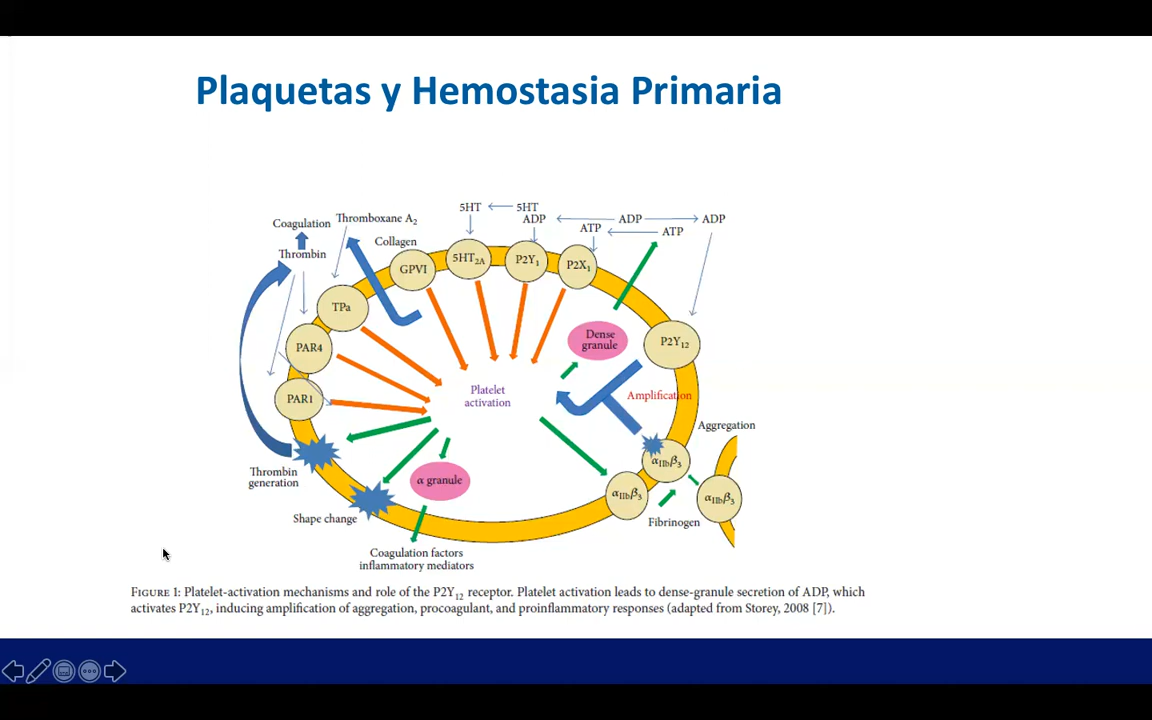 Plaquetas y Hemostasia Primaria
5HT 5HT
Coagulation Thromboxane A₂ ADP ADP ADP
ATP ATP
Collagen
Thrombin
GPVI 5HT₂A P2Y₁ P2X₁
TPa
Dense
granule
PAR4 P2Y₁₂
Platelet
activation
Amplification
PAR1
Aggregation
αIIbβ₃
Thrombin
generation
α granule
αIIbβ₃ αIIbβ₃
Shape change Fibrinogen
Coagulation factors
inflammatory mediators
Figure 1: Platelet-activation mechanisms and role of the P2Y₁₂ receptor. Platelet activation leads to dense-granule secretion of ADP, which
activates P2Y₁₂, inducing amplification of aggregation, procoagulant, and proinflammatory responses (adapted from Storey, 2008 [7]).